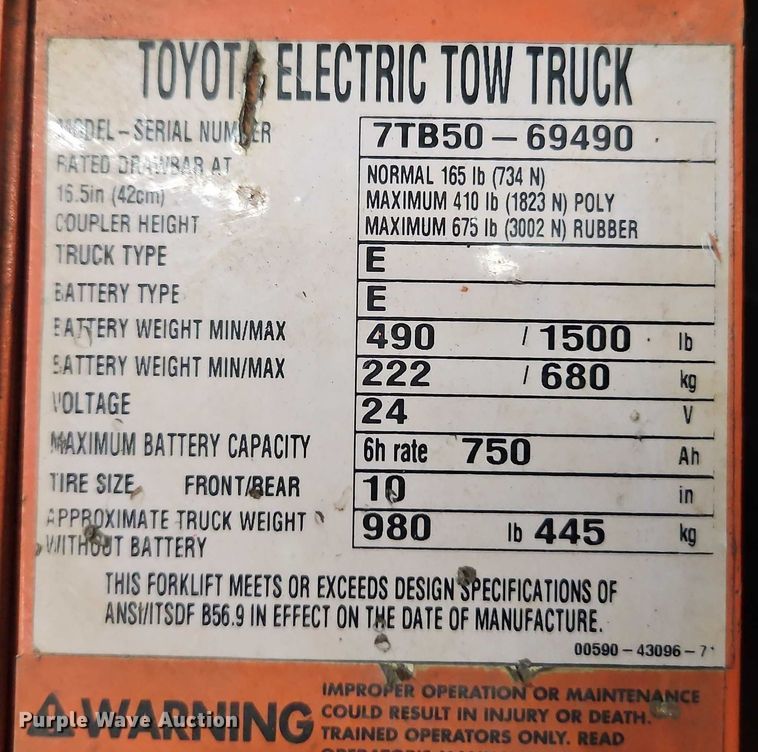 TOYOTA ELECTRIC TOW TRUCK
MODEL – SERIAL NUMBER 7TB50 – 69490
RATED DRAWBAR AT
16.5in (42cm)
COUPLER HEIGHT
NORMAL 165 lb (734 N)
MAXIMUM 410 lb (1823 N) POLY
MAXIMUM 675 lb (3002 N) RUBBER
TRUCK TYPE E
BATTERY TYPE E
BATTERY WEIGHT MIN/MAX 490 / 1500 lb
BATTERY WEIGHT MIN/MAX 222 / 680 kg
VOLTAGE 24 V
MAXIMUM BATTERY CAPACITY 6h rate 750 Ah
TIRE SIZE FRONT/REAR 10 in
APPROXIMATE TRUCK WEIGHT
WITHOUT BATTERY
980 lb 445 kg
THIS FORKLIFT MEETS OR EXCEEDS DESIGN SPECIFICATIONS OF
ANSI/ITSDF B56.9 IN EFFECT ON THE DATE OF MANUFACTURE.
00590 – 43096 – 7
WARNING
IMPROPER OPERATION OR MAINTENANCE
COULD RESULT IN INJURY OR DEATH.
TRAINED OPERATORS ONLY. READ
Purple Wave Auction